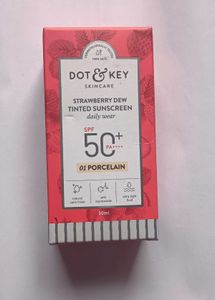 DOT & KEY
SKINCARE
STRAWBERRY DEW
TINTED SUNSCREEN
daily wear
SPF
50+
PA++++
01 PORCELAIN
50ml